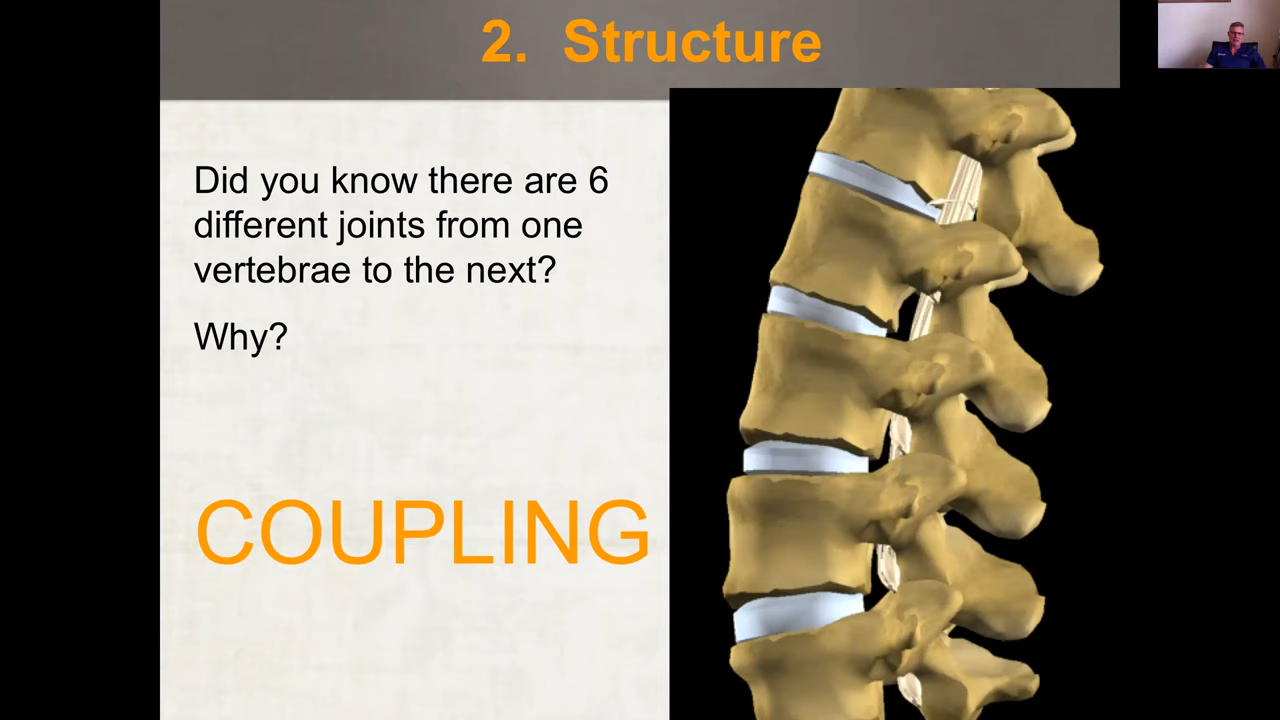 2. Structure
Did you know there are 6
different joints from one
vertebrae to the next?
Why?
COUPLING